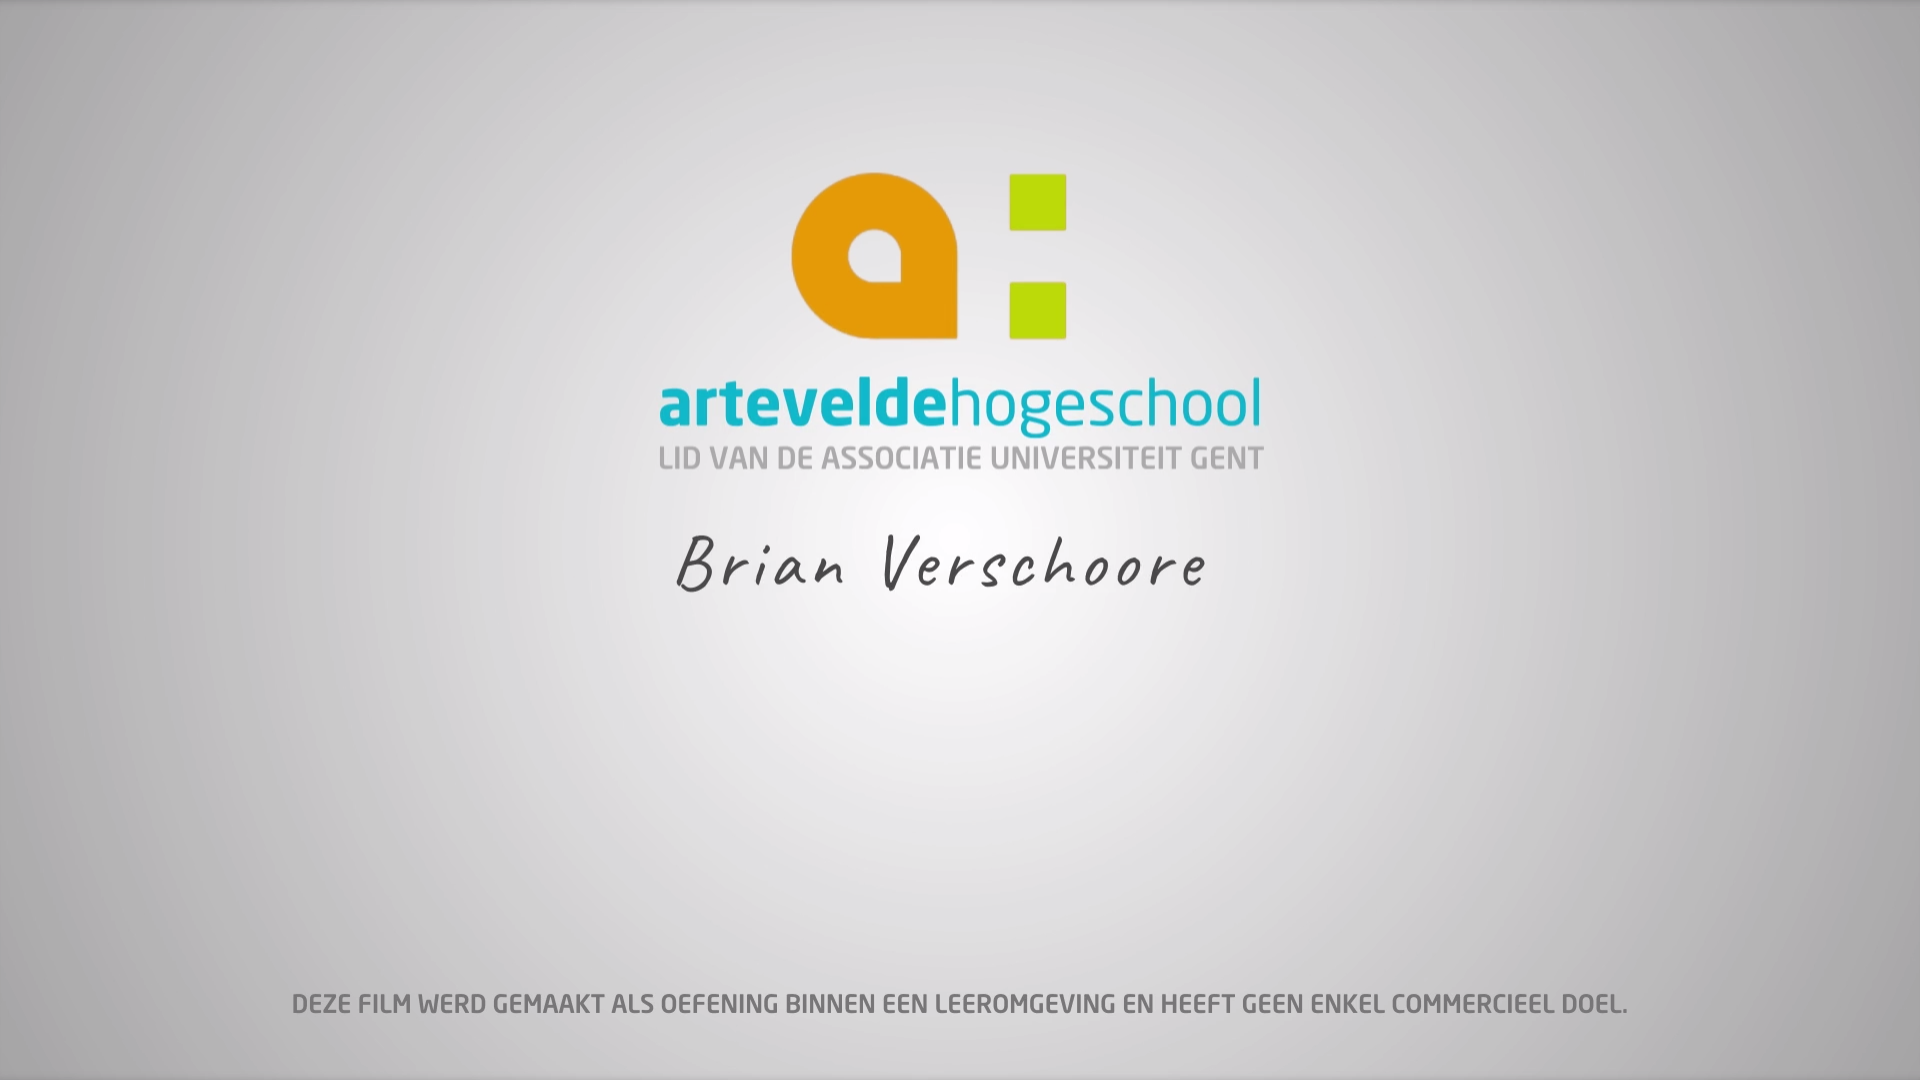 a:
arteveldehogeschool
LID VAN DE ASSOCIATIE UNIVERSITEIT GENT
Brian Verschoore
DEZE FILM WERD GEMAAKT ALS OEFENING BINNEN EEN LEEROMGEVING EN HEEFT GEEN ENKEL COMMERCIEEL DOEL.